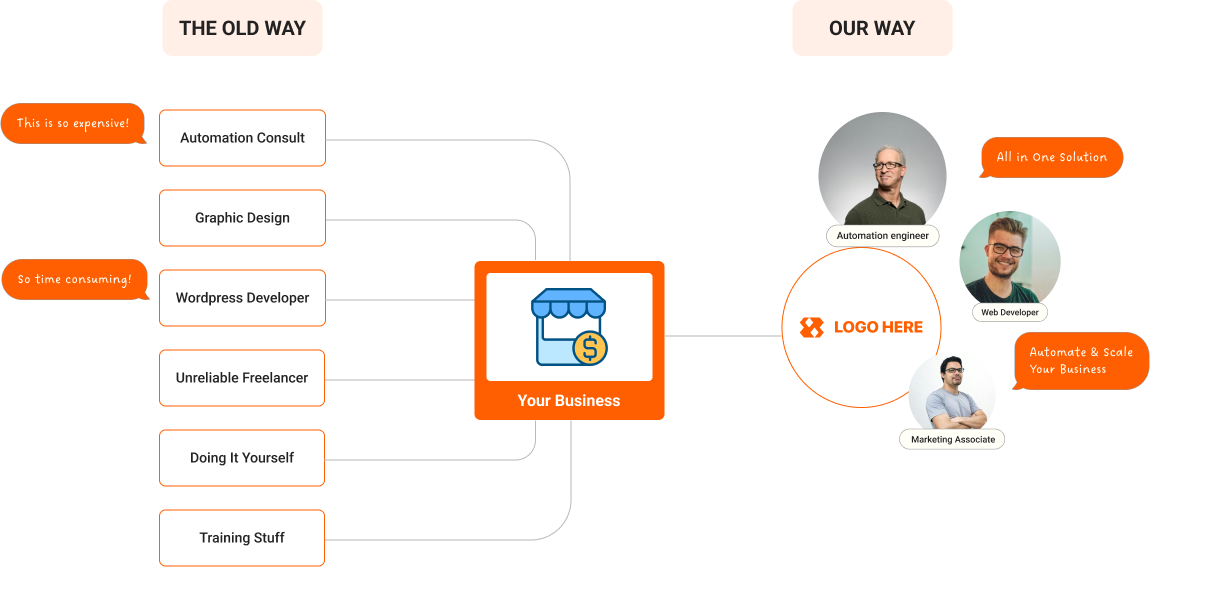 THE OLD WAY
OUR WAY
This is so expensive!
Automation Consult
Graphic Design
So time consuming!
Wordpress Developer
Unreliable Freelancer
Doing It Yourself
Training Stuff
$
Your Business
All in One Solution
Automation engineer
Web Developer
LOGO HERE
Automate & Scale
Your Business
Marketing Associate